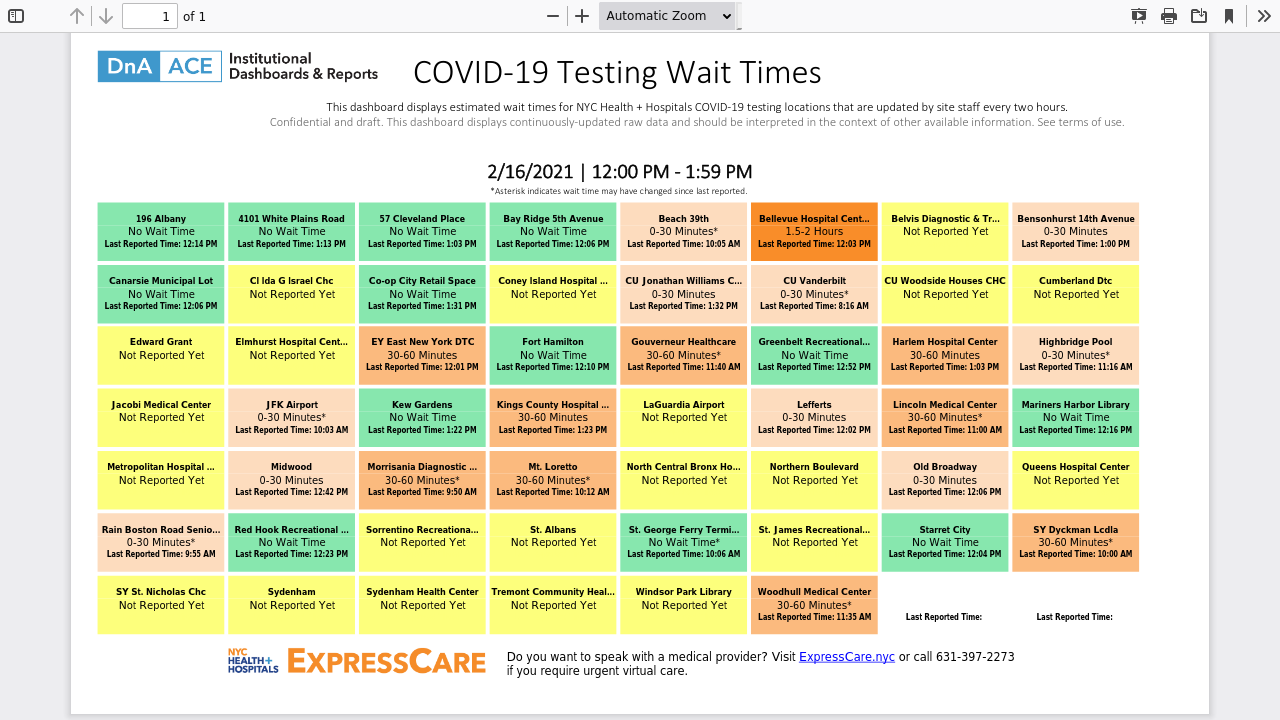 1 of 1 Automatic Zoom
DnA ACE Institutional Dashboards & Reports
COVID-19 Testing Wait Times
This dashboard displays estimated wait times for NYC Health + Hospitals COVID-19 testing locations that are updated by site staff every two hours.
Confidential and draft. This dashboard displays continuously-updated raw data and should be interpreted in the context of other available information. See terms of use.
2/16/2021 | 12:00 PM - 1:59 PM
*Asterisk indicates wait time may have changed since last reported.
196 Albany
No Wait Time
Last Reported Time: 12:14 PM
4101 White Plains Road
No Wait Time
Last Reported Time: 1:13 PM
57 Cleveland Place
No Wait Time
Last Reported Time: 1:03 PM
Bay Ridge 5th Avenue
No Wait Time
Last Reported Time: 12:06 PM
Beach 39th
0-30 Minutes*
Last Reported Time: 10:05 AM
Bellevue Hospital Cent...
1.5-2 Hours
Last Reported Time: 12:03 PM
Belvis Diagnostic & Tr...
Not Reported Yet
Bensonhurst 14th Avenue
0-30 Minutes
Last Reported Time: 1:00 PM
Canarsie Municipal Lot
No Wait Time
Last Reported Time: 12:06 PM
CI Ida G Israel Chc
Not Reported Yet
Co-op City Retail Space
No Wait Time
Last Reported Time: 1:31 PM
Coney Island Hospital ...
Not Reported Yet
CU Jonathan Williams C...
0-30 Minutes
Last Reported Time: 1:32 PM
CU Vanderbilt
0-30 Minutes*
Last Reported Time: 8:16 AM
CU Woodside Houses CHC
Not Reported Yet
Cumberland Dtc
Not Reported Yet
Edward Grant
Not Reported Yet
Elmhurst Hospital Cent...
Not Reported Yet
EY East New York DTC
30-60 Minutes
Last Reported Time: 12:01 PM
Fort Hamilton
No Wait Time
Last Reported Time: 12:10 PM
Gouverneur Healthcare
30-60 Minutes*
Last Reported Time: 11:40 AM
Greenbelt Recreational...
No Wait Time
Last Reported Time: 12:52 PM
Harlem Hospital Center
30-60 Minutes
Last Reported Time: 1:03 PM
Highbridge Pool
0-30 Minutes*
Last Reported Time: 11:16 AM
Jacobi Medical Center
Not Reported Yet
JFK Airport
0-30 Minutes*
Last Reported Time: 10:03 AM
Kew Gardens
No Wait Time
Last Reported Time: 1:22 PM
Kings County Hospital ...
30-60 Minutes
Last Reported Time: 1:23 PM
LaGuardia Airport
Not Reported Yet
Lefferts
0-30 Minutes
Last Reported Time: 12:02 PM
Lincoln Medical Center
30-60 Minutes*
Last Reported Time: 11:00 AM
Mariners Harbor Library
No Wait Time
Last Reported Time: 12:16 PM
Metropolitan Hospital ...
Not Reported Yet
Midwood
0-30 Minutes
Last Reported Time: 12:42 PM
Morrisania Diagnostic ...
30-60 Minutes*
Last Reported Time: 9:50 AM
Mt. Loretto
30-60 Minutes*
Last Reported Time: 10:12 AM
North Central Bronx Ho...
Not Reported Yet
Northern Boulevard
Not Reported Yet
Old Broadway
0-30 Minutes
Last Reported Time: 12:06 PM
Queens Hospital Center
Not Reported Yet
Rain Boston Road Senio...
0-30 Minutes*
Last Reported Time: 9:55 AM
Red Hook Recreational ...
No Wait Time
Last Reported Time: 12:23 PM
Sorrentino Recreationa...
Not Reported Yet
St. Albans
Not Reported Yet
St. George Ferry Termi...
No Wait Time*
Last Reported Time: 10:06 AM
St. James Recreational...
Not Reported Yet
Starret City
No Wait Time
Last Reported Time: 12:04 PM
SY Dyckman Lcdla
30-60 Minutes*
Last Reported Time: 10:00 AM
SY St. Nicholas Chc
Not Reported Yet
Sydenham
Not Reported Yet
Sydenham Health Center
Not Reported Yet
Tremont Community Heal...
Not Reported Yet
Windsor Park Library
Not Reported Yet
Woodhull Medical Center
30-60 Minutes*
Last Reported Time: 11:35 AM
Last Reported Time:
Last Reported Time:
NYC
HEALTH+
HOSPITALS
EXPRESSCARE
Do you want to speak with a medical provider? Visit ExpressCare.nyc or call 631-397-2273
if you require urgent virtual care.